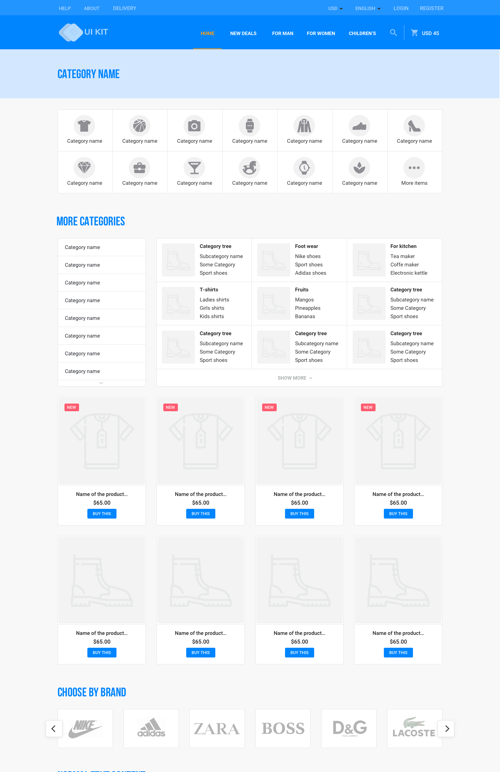 HELP ABOUT DELIVERY USD ENGLISH LOGIN REGISTER
UI KIT HOME NEW DEALS FOR MAN FOR WOMEN CHILDREN'S USD 45
CATEGORY NAME
Category name Category name Category name Category name Category name Category name Category name
Category name Category name Category name Category name Category name Category name More items
MORE CATEGORIES
Category name
Category name
Category name
Category name
Category name
Category name
Category name
Category name
Category tree
Subcategory name
Some Category
Sport shoes
Foot wear
Nike shoes
Sport shoes
Adidas shoes
For kitchen
Tea maker
Coffe maker
Electronic kettle
T-shirts
Ladies shirts
Girls shirts
Kids shirts
Fruits
Mangos
Pineapples
Bananas
Category tree
Subcategory name
Some Category
Sport shoes
Category tree
Subcategory name
Some Category
Sport shoes
Category tree
Subcategory name
Some Category
Sport shoes
Category tree
Subcategory name
Some Category
Sport shoes
SHOW MORE
NEW NEW NEW NEW
Name of the product... Name of the product... Name of the product... Name of the product...
$65.00 $65.00 $65.00 $65.00
BUY THIS BUY THIS BUY THIS BUY THIS
Name of the product... Name of the product... Name of the product... Name of the product...
$65.00 $65.00 $65.00 $65.00
BUY THIS BUY THIS BUY THIS BUY THIS
CHOOSE BY BRAND
NIKE adidas ZARA BOSS D&G LACOSTE